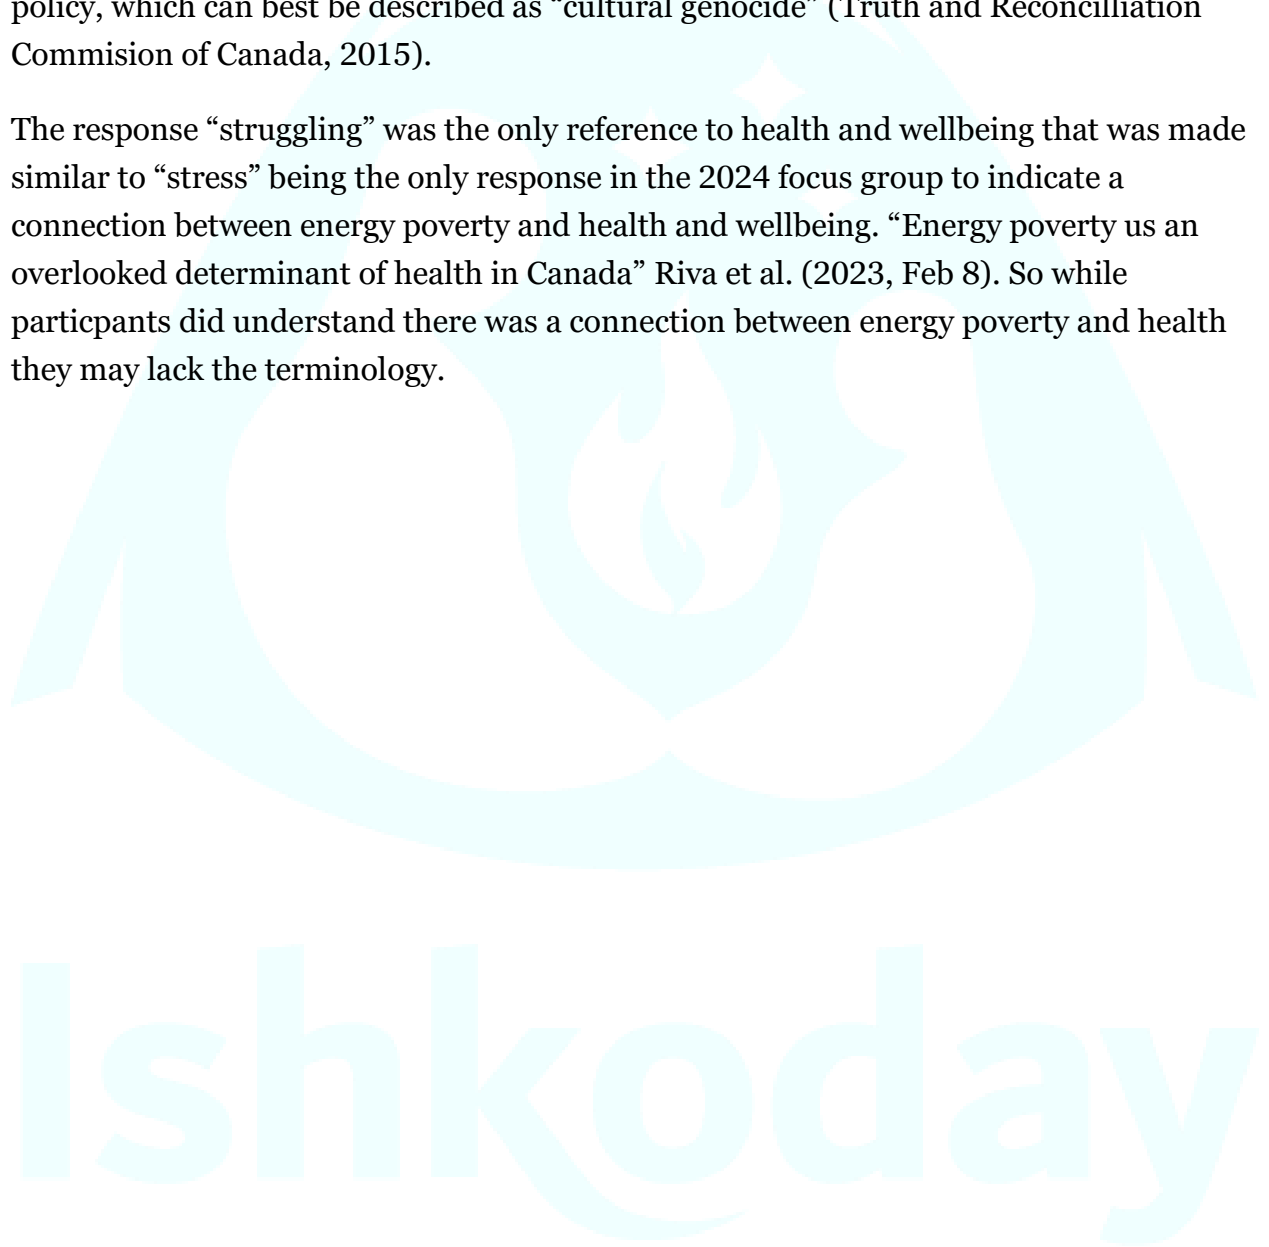 policy, which can best be described as “cultural genocide” (Truth and Reconcilliation
Commision of Canada, 2015).
The response “struggling” was the only reference to health and wellbeing that was made
similar to “stress” being the only response in the 2024 focus group to indicate a
connection between energy poverty and health and wellbeing. “Energy poverty us an
overlooked determinant of health in Canada” Riva et al. (2023, Feb 8). So while
particpants did understand there was a connection between energy poverty and health
they may lack the terminology.
Ishkoday